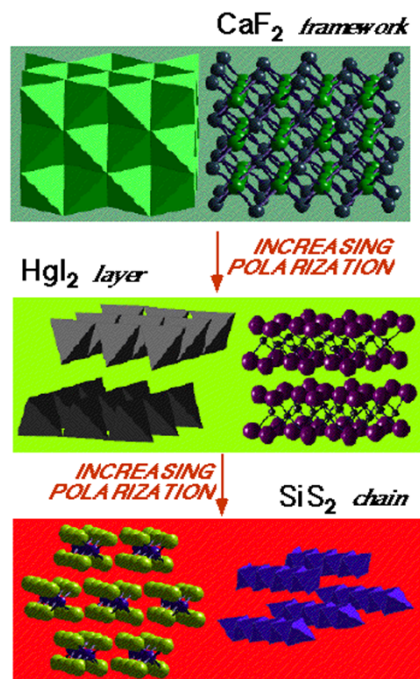 CaF2 framework
INCREASING
POLARIZATION
HgI2 layer
INCREASING
POLARIZATION
SiS2 chain